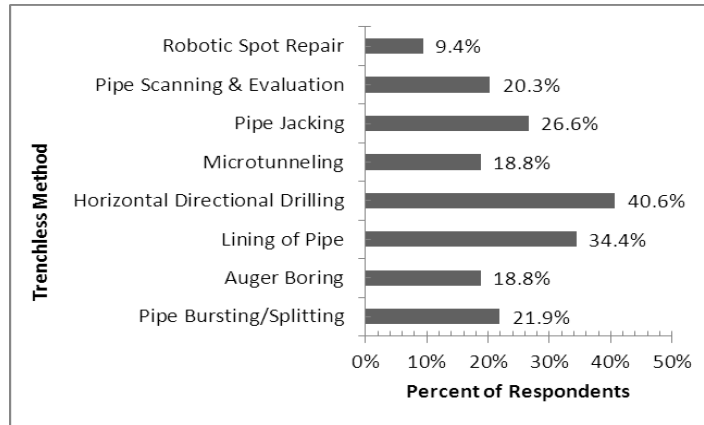 Trenchless Method
Robotic Spot Repair 9.4%
Pipe Scanning & Evaluation 20.3%
Pipe Jacking 26.6%
Microtunneling 18.8%
Horizontal Directional Drilling 40.6%
Lining of Pipe 34.4%
Auger Boring 18.8%
Pipe Bursting/Splitting 21.9%
0% 10% 20% 30% 40% 50%
Percent of Respondents